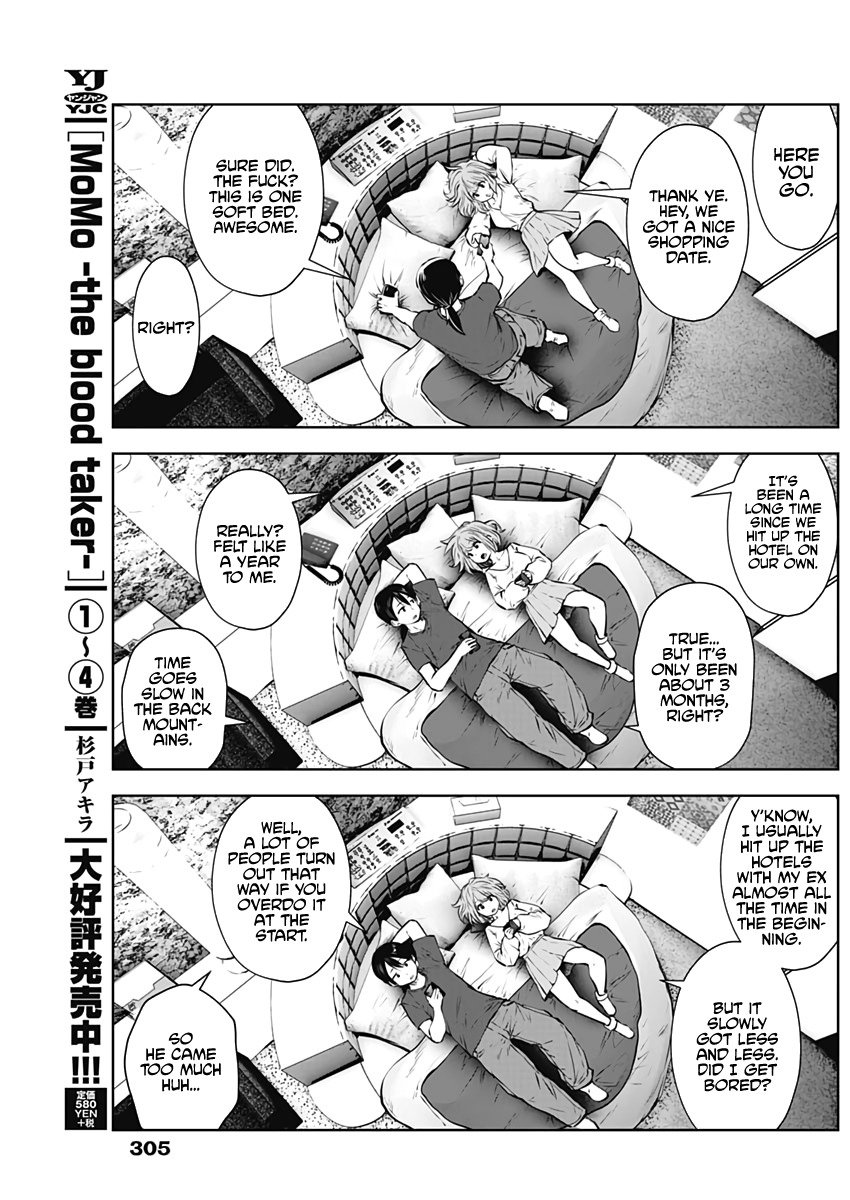 HERE
YOU
GO.
THANK YE.
HEY, WE
GOT A NICE
SHOPPING
DATE.
SURE DID.
THE FUCK?
THIS IS ONE
SOFT BED.
AWESOME.
RIGHT?
IT'S
BEEN A
LONG TIME
SINCE WE
HIT UP THE
HOTEL ON
OUR OWN.
TRUE...
BUT IT'S
ONLY BEEN
ABOUT 3
MONTHS,
RIGHT?
REALLY?
FELT LIKE
A YEAR
TO ME.
TIME
GOES
SLOW IN
THE BACK
MOUNT-
AINS.
Y'KNOW,
I USUALLY
HIT UP THE
HOTELS
WITH MY EX
ALMOST ALL
THE TIME IN
THE BEGIN-
NING.
BUT IT
SLOWLY
GOT LESS
AND LESS.
DID I GET
BORED?
WELL,
A LOT OF
PEOPLE TURN
OUT THAT
WAY IF YOU
OVERDO IT
AT THE
START.
SO
HE CAME
TOO MUCH
HUH...
YJ
ヤンジャン
YJC
[MoMo -the blood taker-]①~④巻
杉戸アキラ
大好評発売中!!!
定価
580
YEN
+税
305